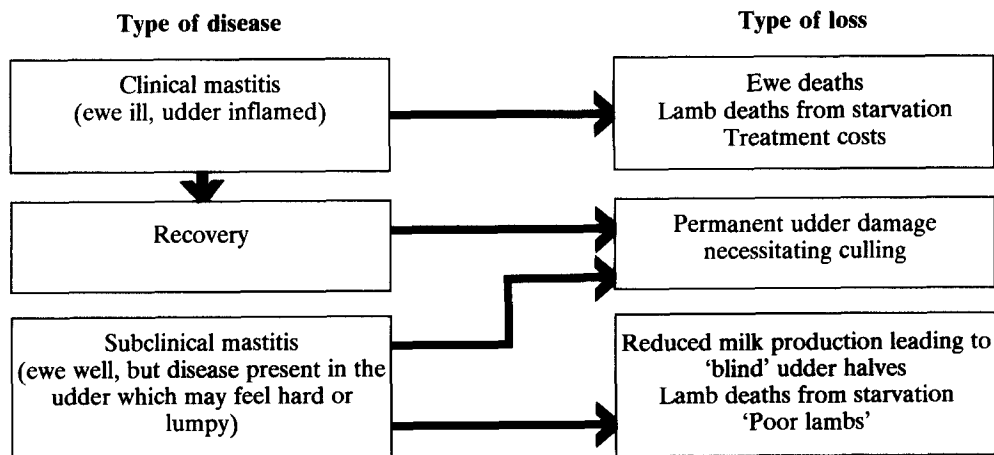 Type of disease
Type of loss
Clinical mastitis
(ewe ill, udder inflamed)
Ewe deaths
Lamb deaths from starvation
Treatment costs
Recovery
Permanent udder damage
necessitating culling
Subclinical mastitis
(ewe well, but disease present in the
udder which may feel hard or
lumpy)
Reduced milk production leading to
‘blind’ udder halves
Lamb deaths from starvation
‘Poor lambs’